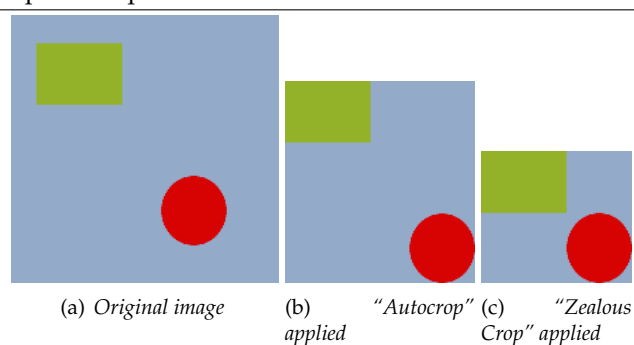 (a) Original image
(b) “Autocrop” applied
(c) “Zealous Crop” applied